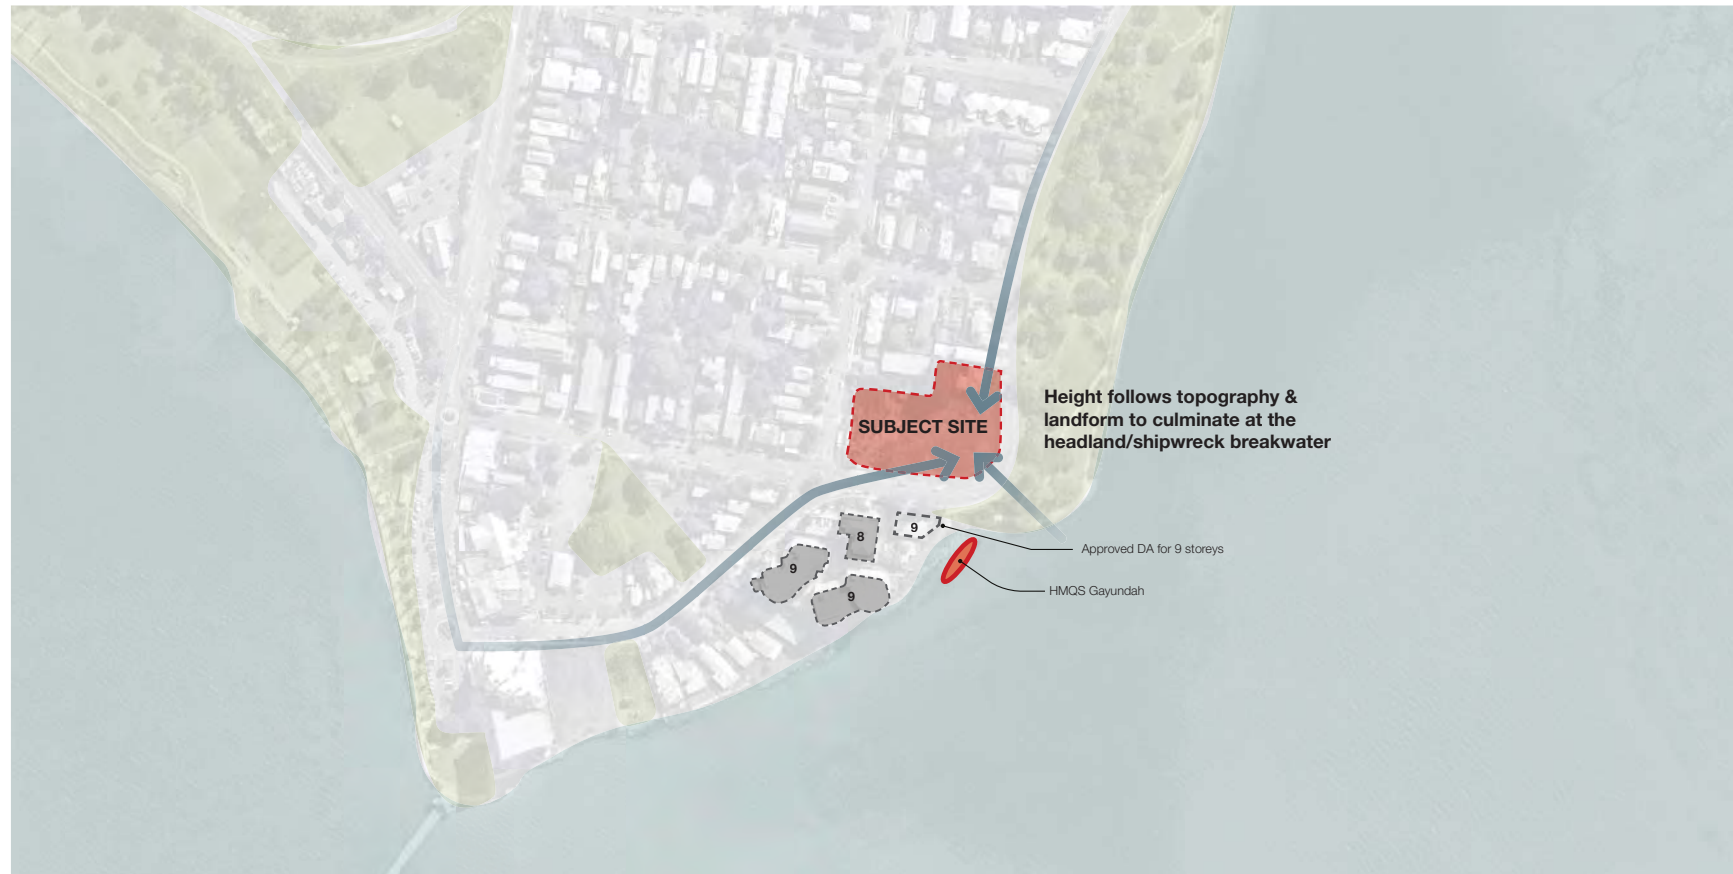 Height follows topography &
landform to culminate at the
headland/shipwreck breakwater
SUBJECT SITE
9
8
9
9
Approved DA for 9 storeys
HMQS Gayundah